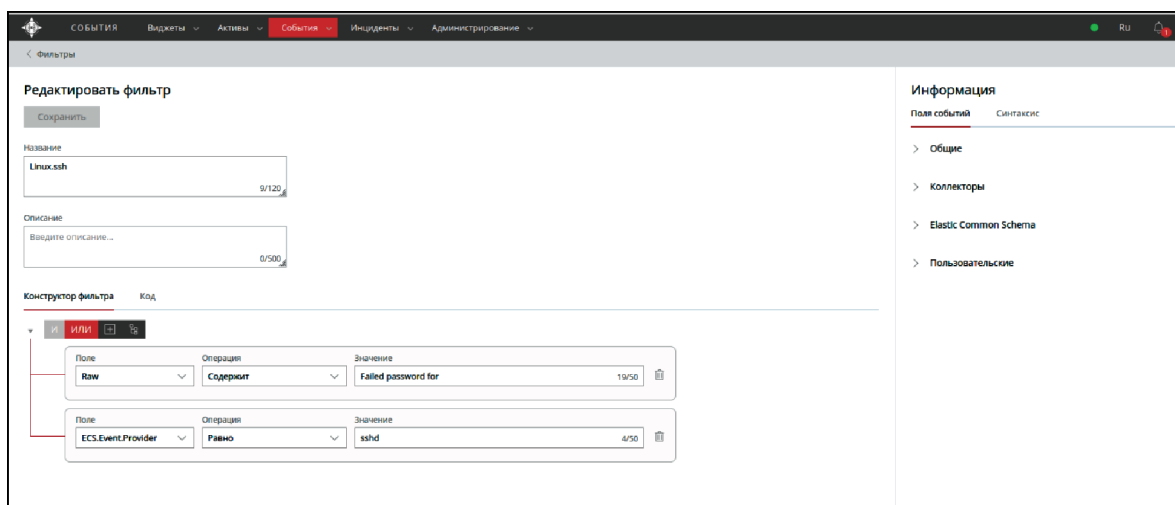 СОБЫТИЯ Виджеты Активы События Инциденты Администрирование Ru 1
Фильтры
Редактировать фильтр
Сохранить
Название
Linux.ssh
9/120
Описание
Введите описание...
0/500
Конструктор фильтра Код
И ИЛИ
Поле Операция Значение
Raw Содержит Failed password for 19/50
Поле Операция Значение
ECS.Event.Provider Равно sshd 4/50
Информация
Поля событий Синтаксис
Общие
Коллекторы
Elastic Common Schema
Пользовательские